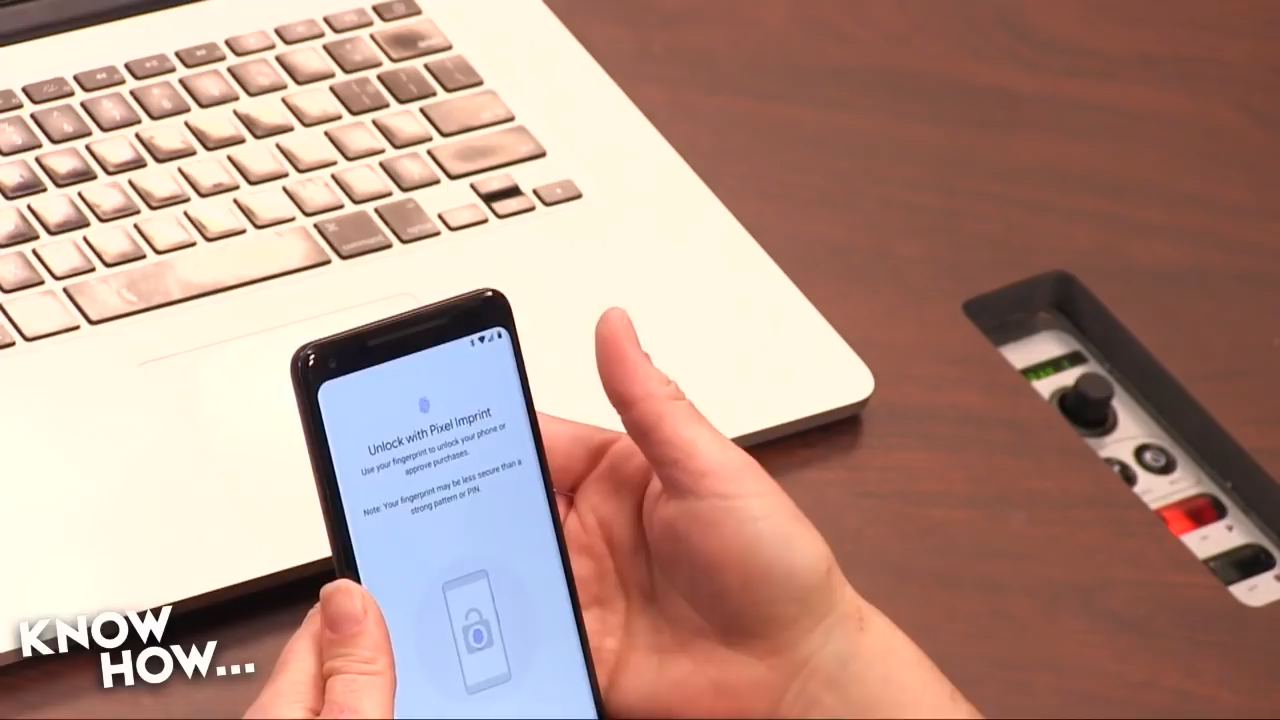 Unlock with Pixel Imprint
Use your fingerprint to unlock your phone or
approve purchases.
Note: Your fingerprint may be less secure than a
strong pattern or PIN.
KNOW
HOW...